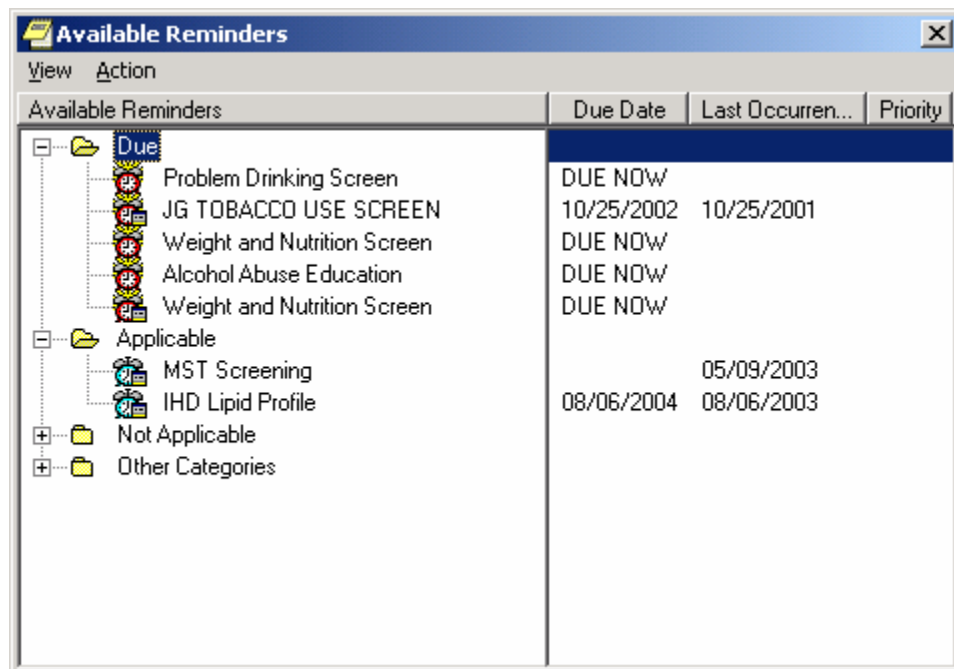 Available Reminders
View Action
Available Reminders Due Date Last Occurren... Priority
Due
Problem Drinking Screen DUE NOW
JG TOBACCO USE SCREEN 10/25/2002 10/25/2001
Weight and Nutrition Screen DUE NOW
Alcohol Abuse Education DUE NOW
Weight and Nutrition Screen DUE NOW
Applicable
MST Screening 05/09/2003
IHD Lipid Profile 08/06/2004 08/06/2003
Not Applicable
Other Categories